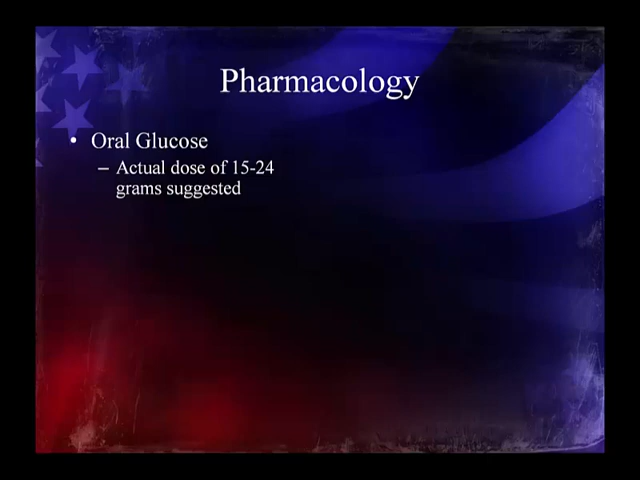 Pharmacology
• Oral Glucose
– Actual dose of 15-24
grams suggested